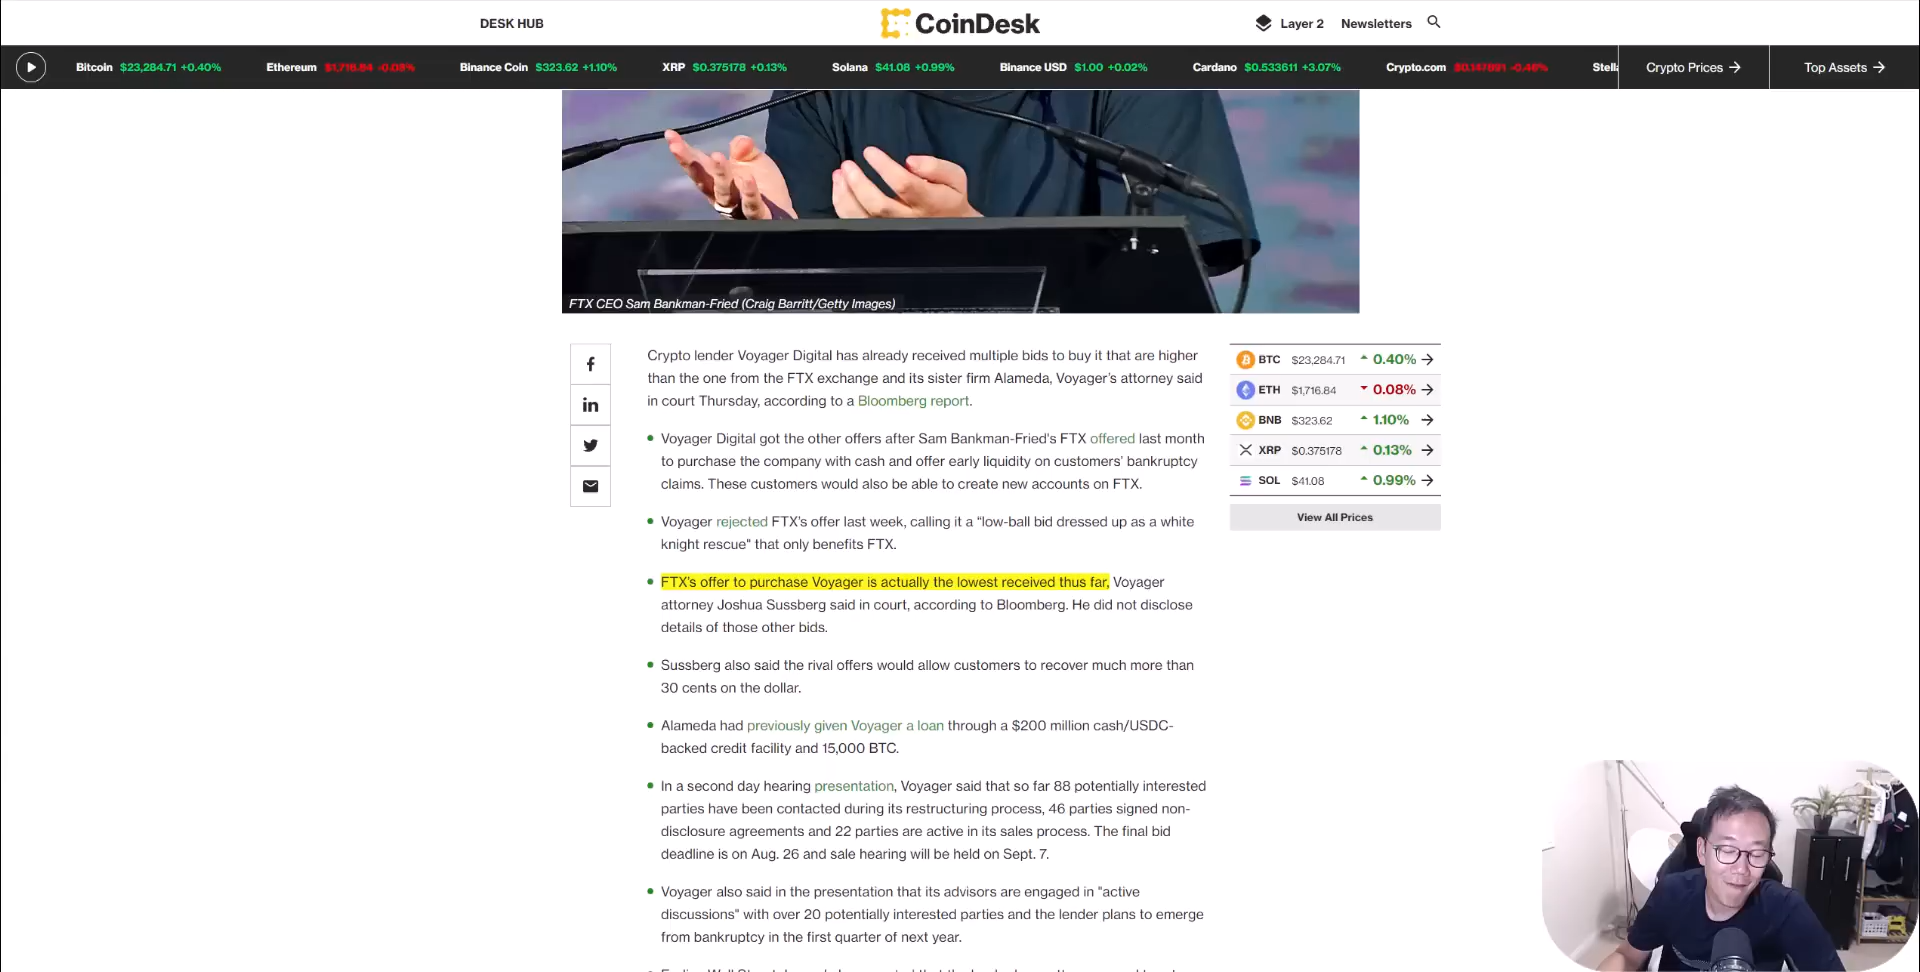 DESK HUB
CoinDesk
Layer 2
Newsletters
Bitcoin $23,284.71 +0.40%
Ethereum $1,716.84 -0.08%
Binance Coin $323.62 +1.10%
XRP $0.375178 +0.13%
Solana $41.08 +0.99%
Binance USD $1.00 +0.02%
Cardano $0.533611 +3.07%
Crypto.com
Crypto Prices →
Top Assets →
FTX CEO Sam Bankman-Fried (Craig Barritt/Getty Images)
Crypto lender Voyager Digital has already received multiple bids to buy it that are higher
than the one from the FTX exchange and its sister firm Alameda, Voyager's attorney said
in court Thursday, according to a Bloomberg report.
• Voyager Digital got the other offers after Sam Bankman-Fried's FTX offered last month
to purchase the company with cash and offer early liquidity on customers' bankruptcy
claims. These customers would also be able to create new accounts on FTX.
• Voyager rejected FTX's offer last week, calling it a "low-ball bid dressed up as a white
knight rescue" that only benefits FTX.
• FTX's offer to purchase Voyager is actually the lowest received thus far, Voyager
attorney Joshua Sussberg said in court, according to Bloomberg. He did not disclose
details of those other bids.
• Sussberg also said the rival offers would allow customers to recover much more than
30 cents on the dollar.
• Alameda had previously given Voyager a loan through a $200 million cash/USDC-
backed credit facility and 15,000 BTC.
• In a second day hearing presentation, Voyager said that so far 88 potentially interested
parties have been contacted during its restructuring process, 46 parties signed non-
disclosure agreements and 22 parties are active in its sales process. The final bid
deadline is on Aug. 26 and sale hearing will be held on Sept. 7.
• Voyager also said in the presentation that its advisors are engaged in "active
discussions" with over 20 potentially interested parties and the lender plans to emerge
from bankruptcy in the first quarter of next year.
BTC $23,284.71 0.40% →
ETH $1,716.84 0.08% →
BNB $323.62 1.10% →
XRP $0.375178 0.13% →
SOL $41.08 0.99% →
View All Prices